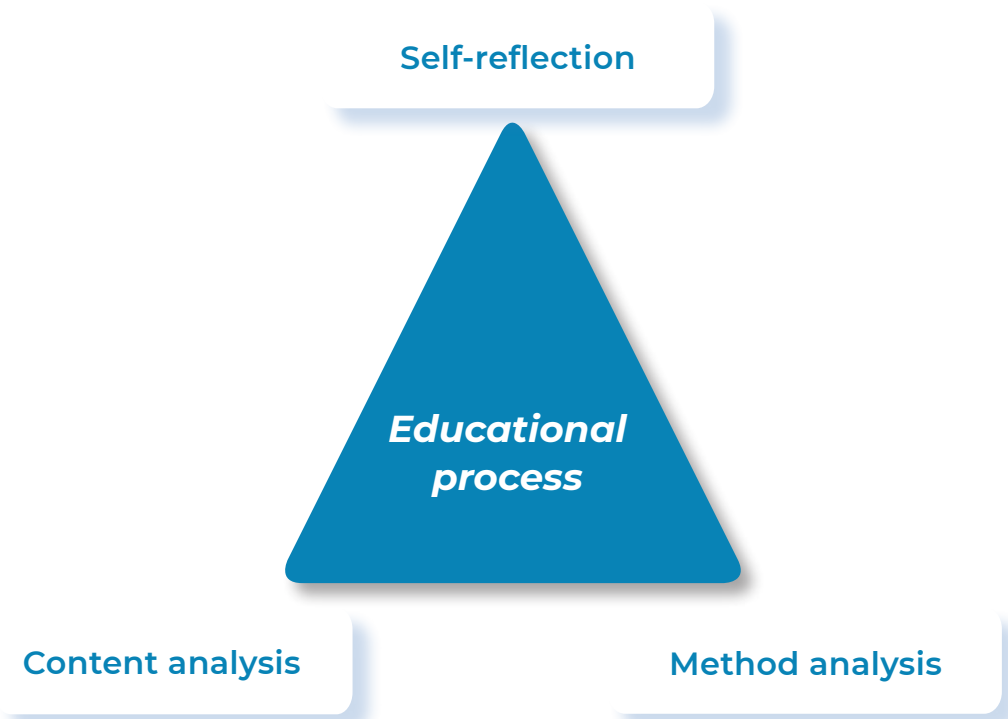 Self-reflection
Educational
process
Content analysis
Method analysis